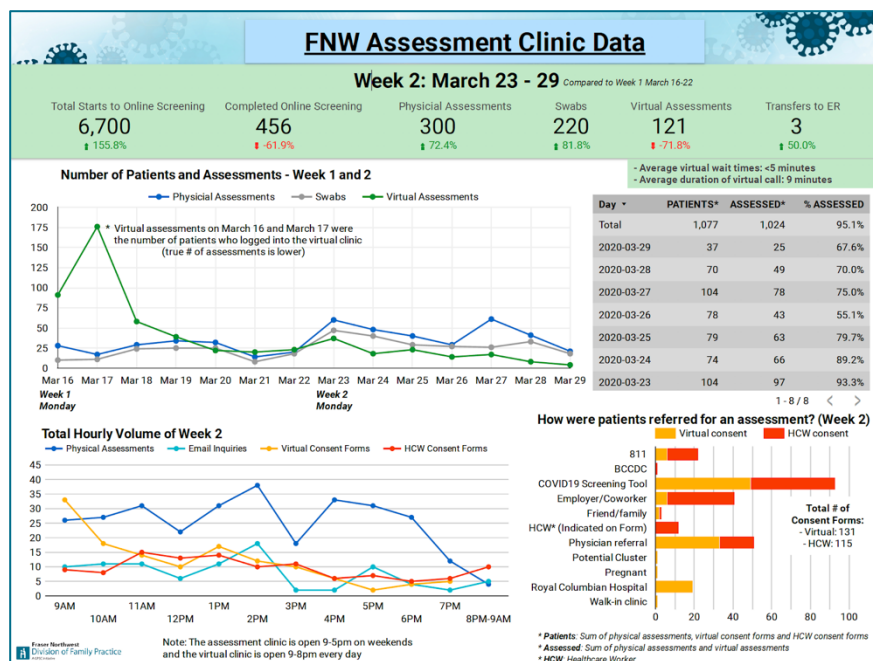 FNW Assessment Clinic Data
Week 2: March 23 - 29 Compared to Week 1 March 16-22
Total Starts to Online Screening Completed Online Screening Physicial Assessments Swabs Virtual Assessments Transfers to ER
6,700 456 300 220 121 3
155.8% -61.9% 72.4% 81.8% -71.8% 50.0%
- Average virtual wait times: <5 minutes
- Average duration of virtual call: 9 minutes
Number of Patients and Assessments - Week 1 and 2
Physicial Assessments Swabs Virtual Assessments
* Virtual assessments on March 16 and March 17 were
the number of patients who logged into the virtual clinic
(true # of assessments is lower)
200
175
150
125
100
75
50
25
0
Mar 16 Mar 17 Mar 18 Mar 19 Mar 20 Mar 21 Mar 22 Mar 23 Mar 24 Mar 25 Mar 26 Mar 27 Mar 28 Mar 29
Week 1 Week 2
Monday Monday
Day PATIENTS* ASSESSED* % ASSESSED
Total 1,077 1,024 95.1%
2020-03-29 37 25 67.6%
2020-03-28 70 49 70.0%
2020-03-27 104 78 75.0%
2020-03-26 78 43 55.1%
2020-03-25 79 63 79.7%
2020-03-24 74 66 89.2%
2020-03-23 104 97 93.3%
1 - 8 / 8 < >
Total Hourly Volume of Week 2
Physical Assessments Email Inquiries Virtual Consent Forms HCW Consent Forms
45
40
35
30
25
20
15
10
5
0
9AM 11AM 1PM 3PM 5PM 7PM
10AM 12PM 2PM 4PM 6PM 8PM-9AM
Note: The assessment clinic is open 9-5pm on weekends
and the virtual clinic is open 9-8pm every day
Fraser Northwest
Division of Family Practice
How were patients referred for an assessment? (Week 2)
Virtual consent HCW consent
811
BCCDC
COVID19 Screening Tool
Employer/Coworker
Friend/family
HCW* (Indicated on Form)
Physician referral
Potential Cluster
Pregnant
Royal Columbian Hospital
Walk-in clinic
0 20 40 60 80 100
Total # of
Consent Forms:
- Virtual: 131
- HCW: 115
* Patients: Sum of physical assessments, virtual consent forms and HCW consent forms
* Assessed: Sum of physical assessments and virtual assessments
* HCW: Healthcare Worker